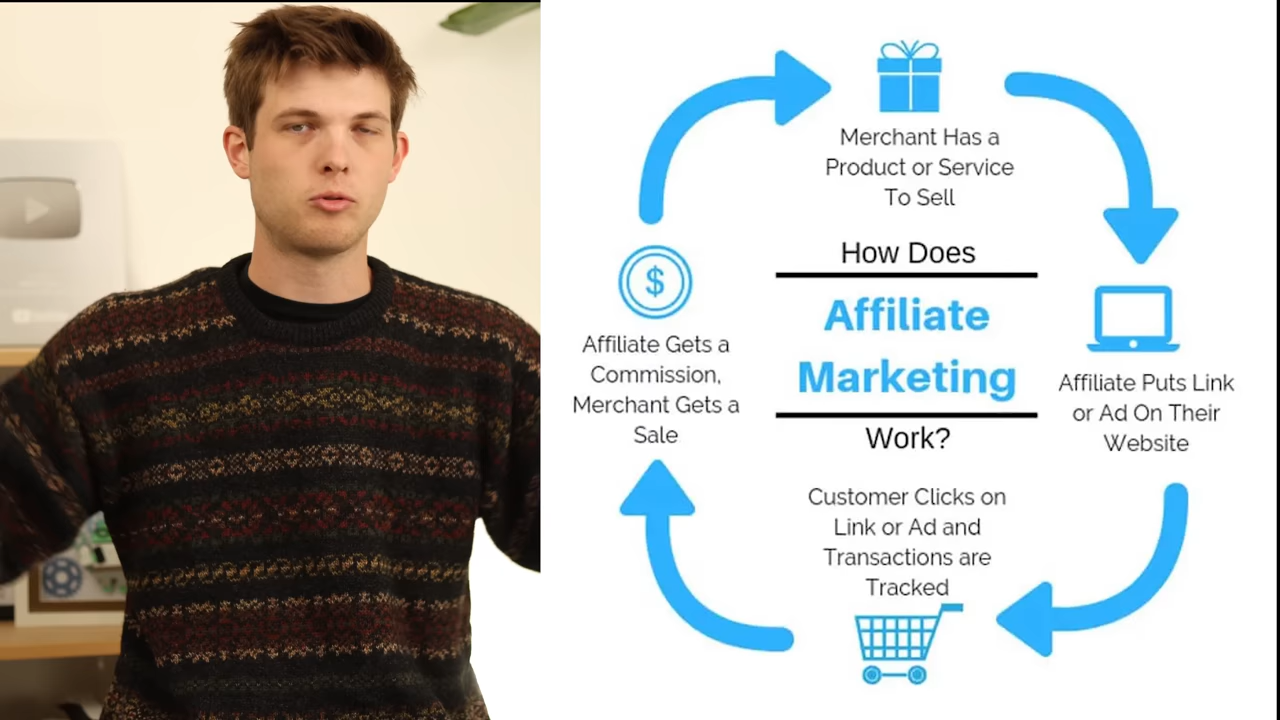 Merchant Has a
Product or Service
To Sell
How Does
Affiliate
Marketing
Work?
Affiliate Puts Link
or Ad On Their
Website
Customer Clicks on
Link or Ad and
Transactions are
Tracked
Affiliate Gets a
Commission,
Merchant Gets a
Sale
$